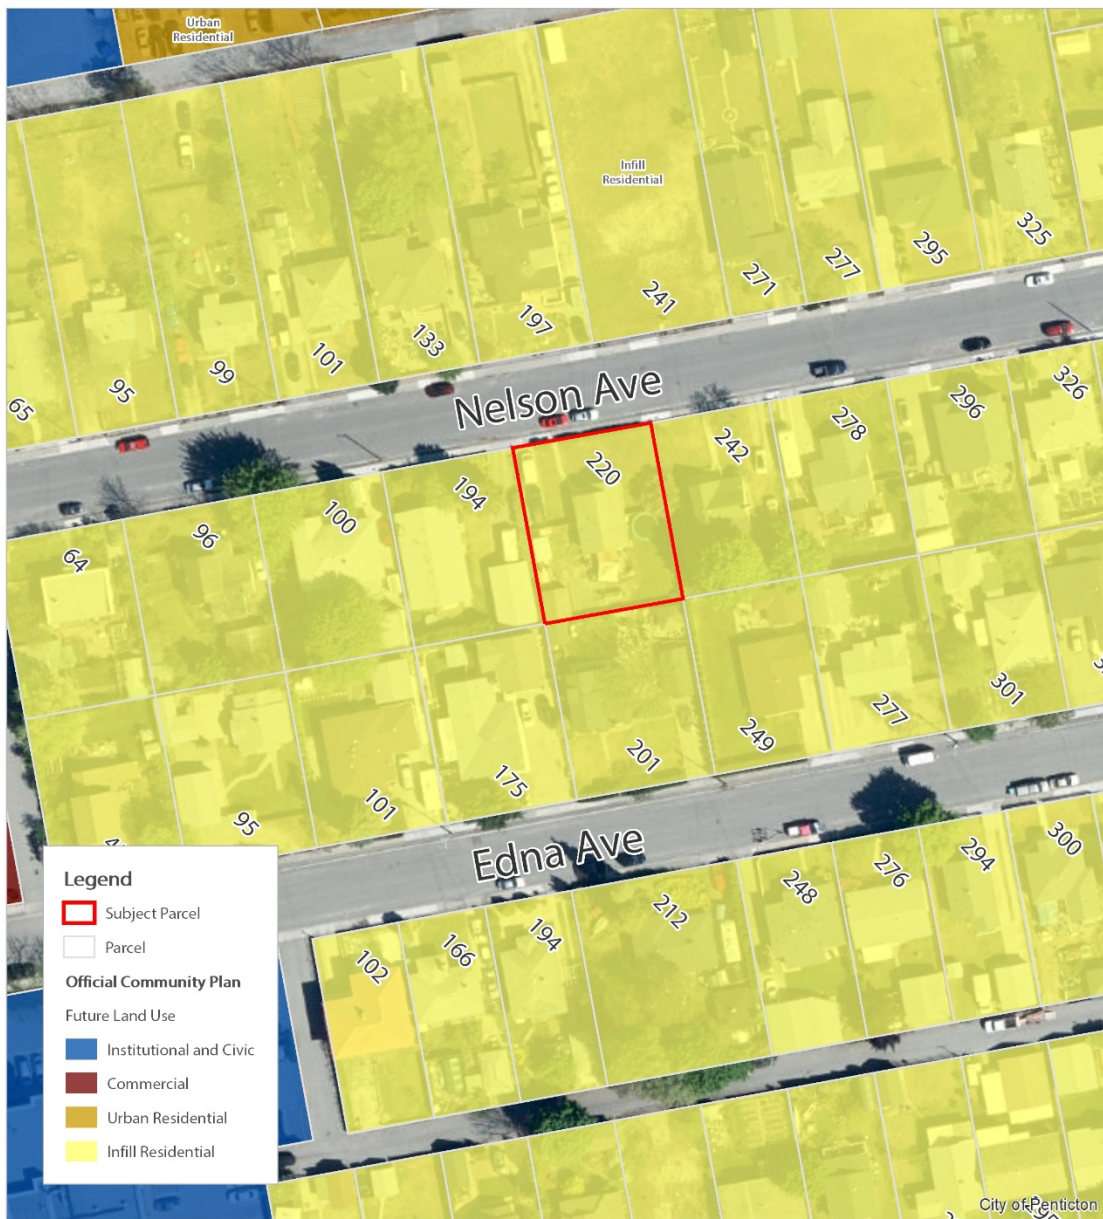 Urban
Residential
Infill
Residential
325
295
277
271
241
197
133
101
99
95
65
Nelson Ave
326
296
278
242
220
194
100
96
64
301
277
249
201
175
101
95
Edna Ave
300
294
276
248
212
194
166
102
Legend
Subject Parcel
Parcel
Official Community Plan
Future Land Use
Institutional and Civic
Commercial
Urban Residential
Infill Residential
City of Penticton